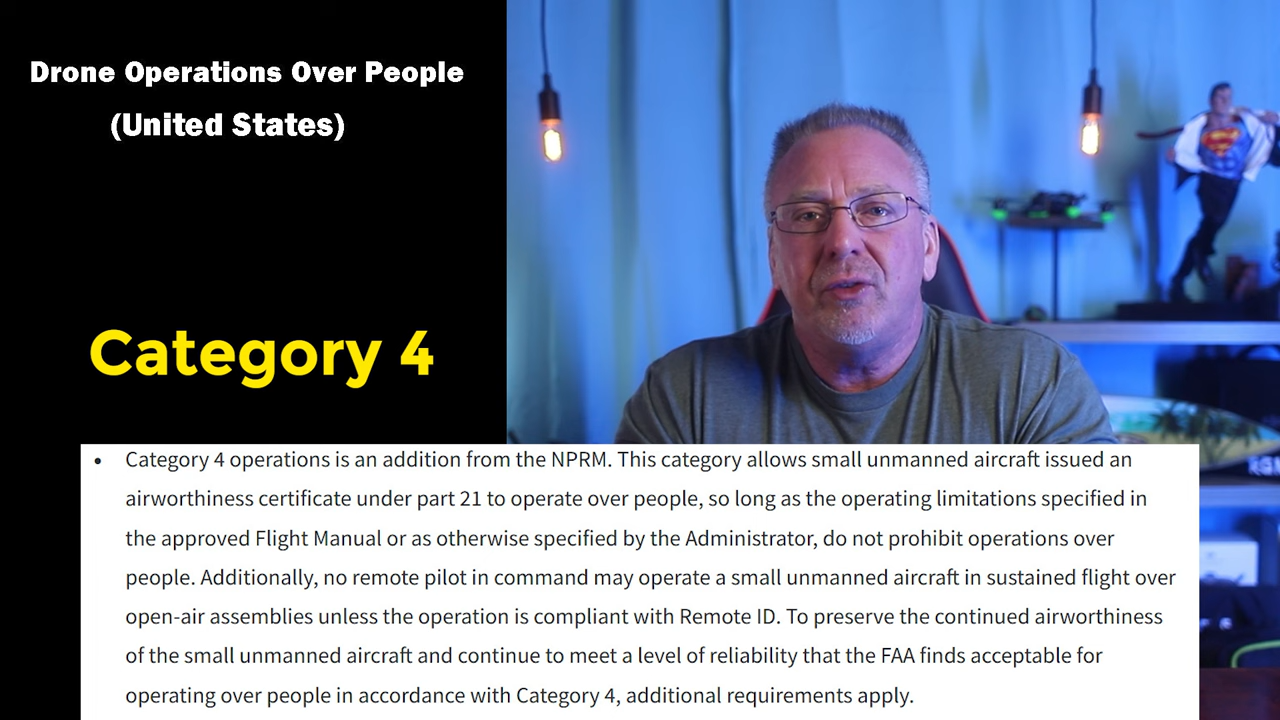 Drone Operations Over People
(United States)
Category 4
• Category 4 operations is an addition from the NPRM. This category allows small unmanned aircraft issued an
airworthiness certificate under part 21 to operate over people, so long as the operating limitations specified in
the approved Flight Manual or as otherwise specified by the Administrator, do not prohibit operations over
people. Additionally, no remote pilot in command may operate a small unmanned aircraft in sustained flight over
open-air assemblies unless the operation is compliant with Remote ID. To preserve the continued airworthiness
of the small unmanned aircraft and continue to meet a level of reliability that the FAA finds acceptable for
operating over people in accordance with Category 4, additional requirements apply.